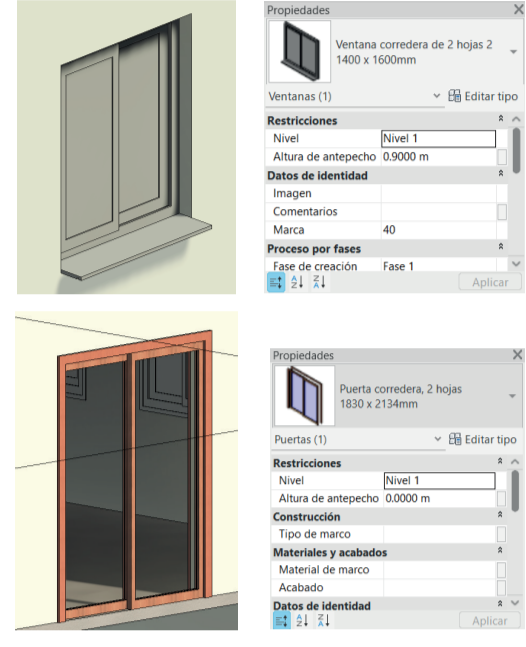 Propiedades
Ventana corredera de 2 hojas 2
1400 x 1600mm
Ventanas (1)
Editar tipo
Restricciones
Nivel Nivel 1
Altura de antepecho 0.9000 m
Datos de identidad
Imagen
Comentarios
Marca 40
Proceso por fases
Fase de creación Fase 1
Aplicar
Propiedades
Puerta corredera, 2 hojas
1830 x 2134mm
Puertas (1)
Editar tipo
Restricciones
Nivel Nivel 1
Altura de antepecho 0.0000 m
Construcción
Tipo de marco
Materiales y acabados
Material de marco
Acabado
Datos de identidad
Aplicar